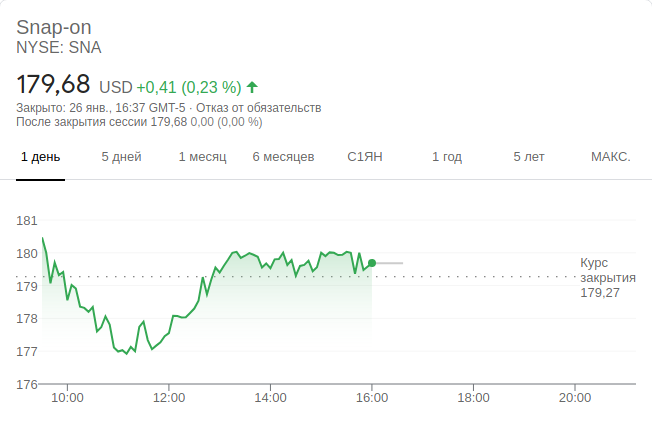 Snap-on
NYSE: SNA
179,68 USD +0,41 (0,23 %)
Закрыто: 26 янв., 16:37 GMT-5 · Отказ от обязательств
После закрытия сессии 179,68 0,00 (0,00 %)
1 день 5 дней 1 месяц 6 месяцев С1ЯН 1 год 5 лет МАКС.
181
180
Курс
закрытия
179,27
179
178
177
176
10:00 12:00 14:00 16:00 18:00 20:00